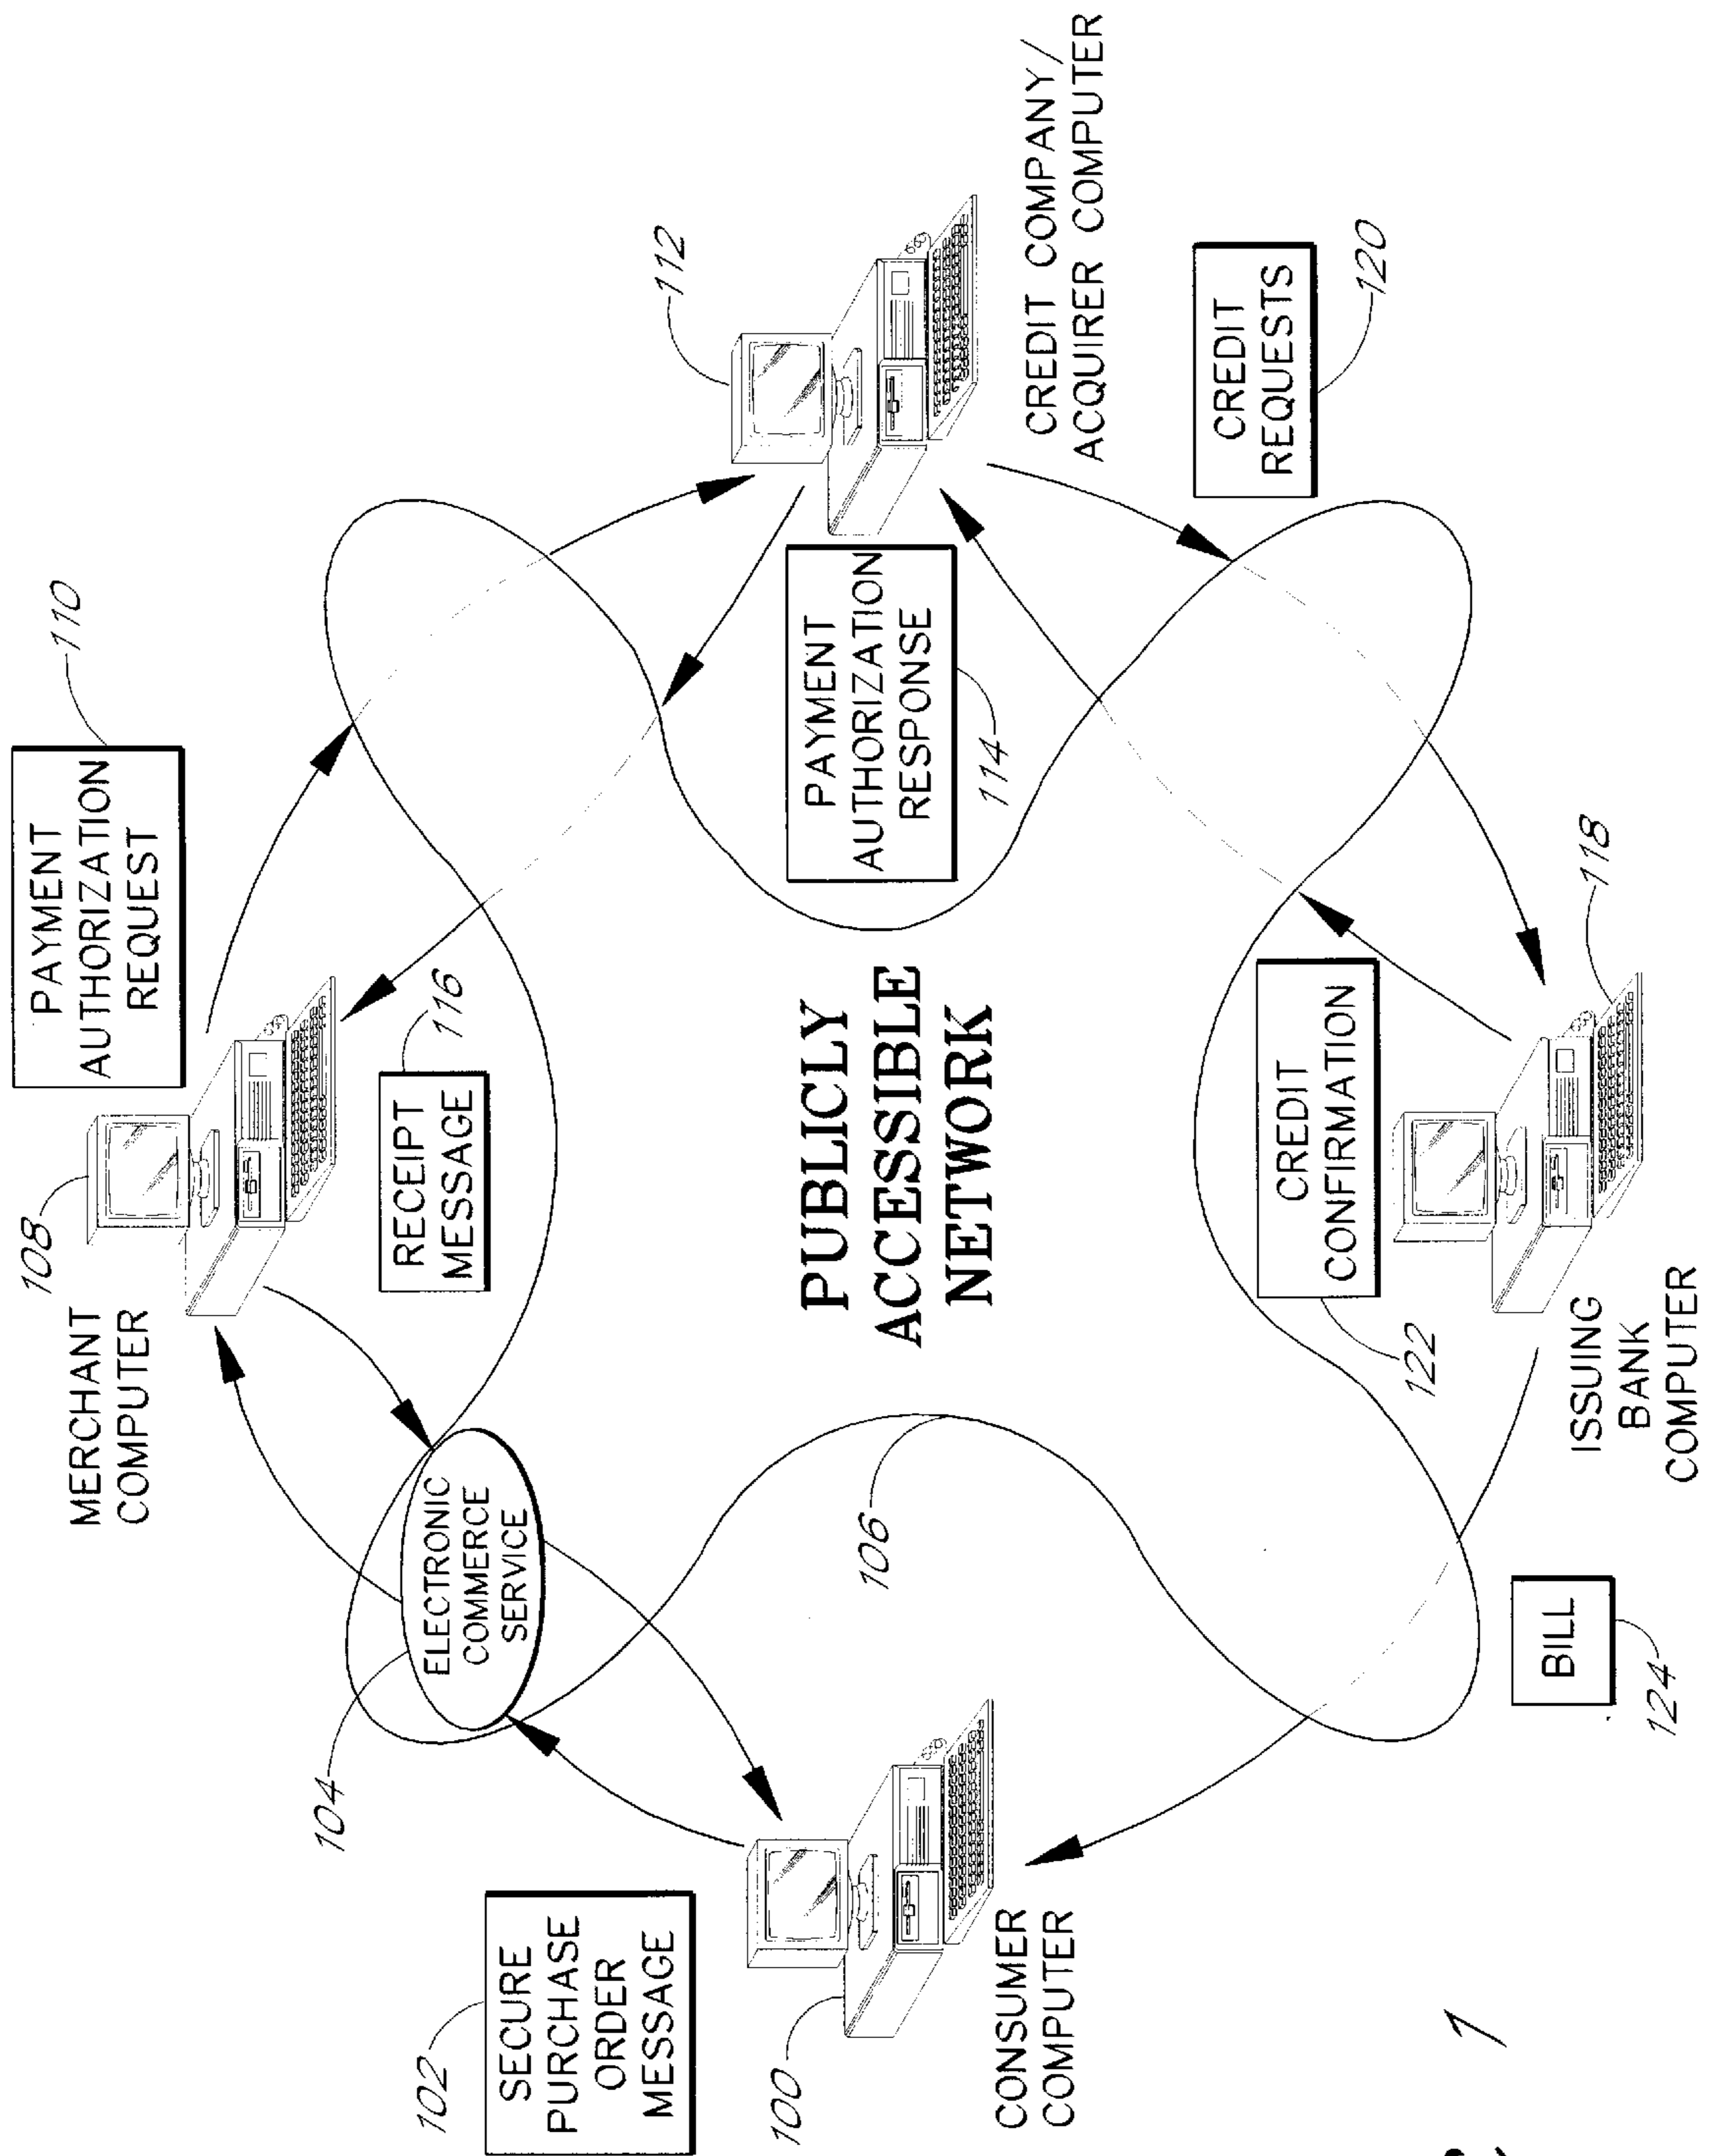 110
PAYMENT
AUTHORIZATION
REQUEST
108
MERCHANT
COMPUTER
RECEIPT
MESSAGE
116
112
CREDIT COMPANY/
ACQUIRER COMPUTER
104
ELECTRONIC
COMMERCE
SERVICE
102
SECURE
PURCHASE
ORDER
MESSAGE
PAYMENT
AUTHORIZATION
RESPONSE
114
PUBLICLY
ACCESSIBLE
NETWORK
106
100
CONSUMER
COMPUTER
CREDIT
REQUESTS
120
CREDIT
CONFIRMATION
122
118
ISSUING
BANK
COMPUTER
BILL
124
1